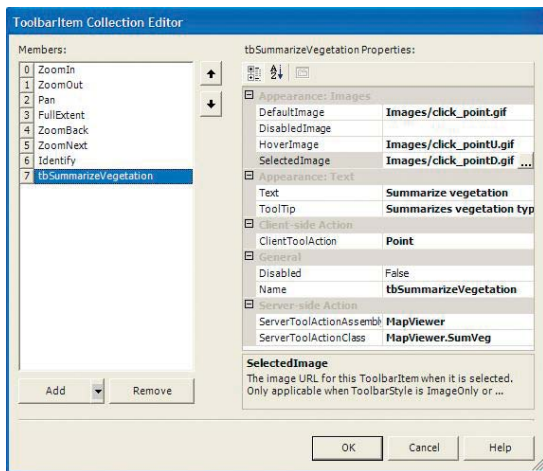 ToolbarItem Collection Editor
Members:
0 ZoomIn
1 ZoomOut
2 Pan
3 FullExtent
4 ZoomBack
5 ZoomNext
6 Identify
7 tbSummarizeVegetation
Add
Remove
tbSummarizeVegetation Properties:
Appearance: Images
DefaultImage Images/click_point.gif
DisabledImage
HoverImage Images/click_pointU.gif
SelectedImage Images/click_pointD.gif ...
Appearance: Text
Text Summarize vegetation
ToolTip Summarizes vegetation typ
Client-side Action
ClientToolAction Point
General
Disabled False
Name tbSummarizeVegetation
Server-side Action
ServerToolActionAssembly MapViewer
ServerToolActionClass MapViewer.SumVeg
SelectedImage
The image URL for this ToolbarItem when it is selected.
Only applicable when ToolbarStyle is ImageOnly or ...
OK
Cancel
Help